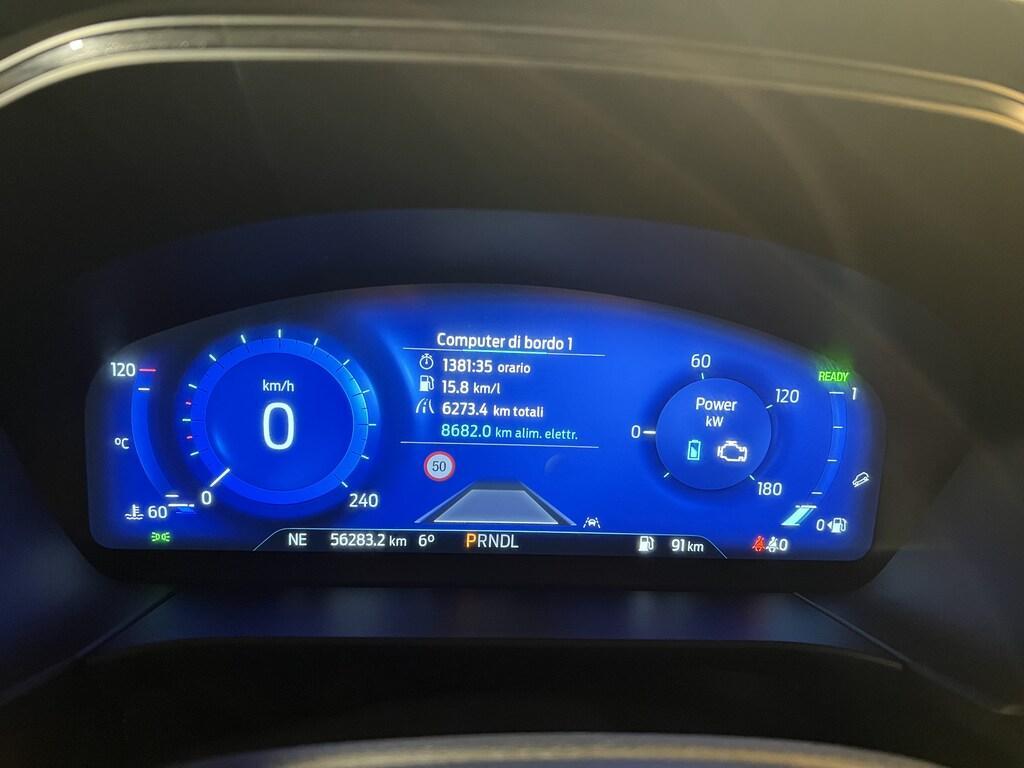 Computer di bordo 1
1381:35 orario
15.8 km/l
6273.4 km totali
8682.0 km alim. elettr.
50
120
°C
60
km/h
0
0
240
60
120
0
Power
kW
180
READY
1
0
NE 56283.2 km 6° PRNDL 91 km
0